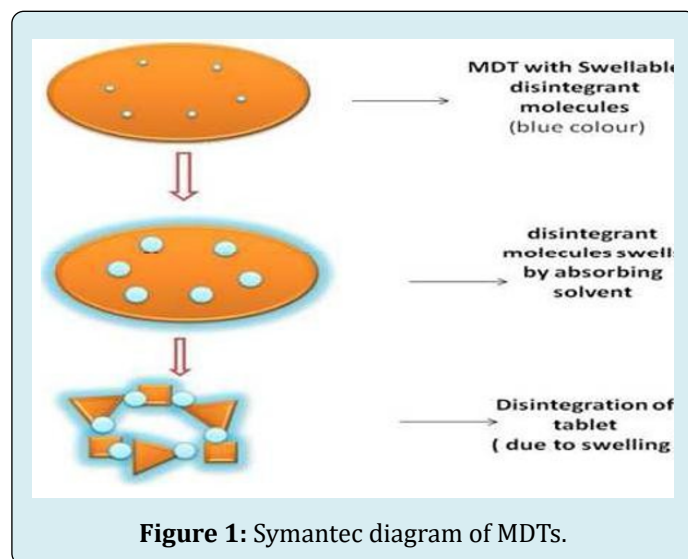 MDT with Swellable
disintegrant
molecules
(blue colour)
disintegrant
molecules swell
by absorbing
solvent
Disintegration of
tablet
( due to swelling
Figure 1: Symantec diagram of MDTs.